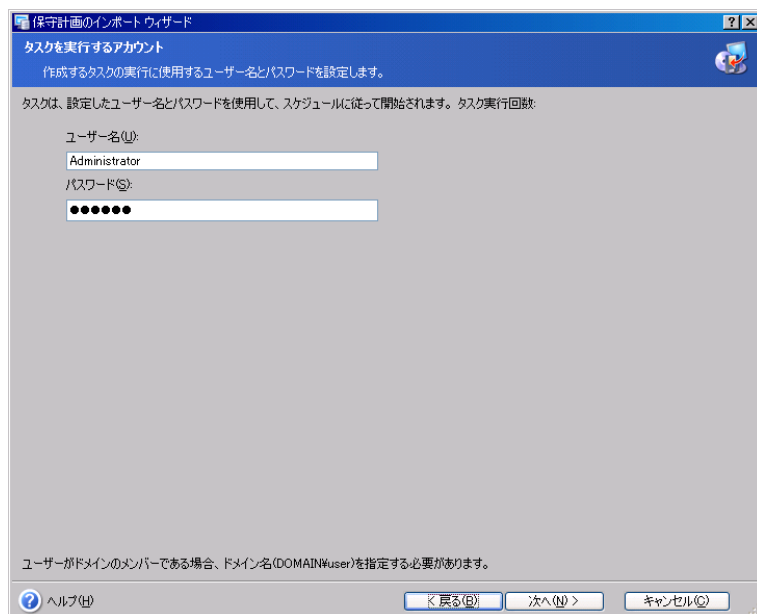 保守計画のインポート ウィザード
タスクを実行するアカウント
作成するタスクの実行に使用するユーザー名とパスワードを設定します。
タスクは、設定したユーザー名とパスワードを使用して、スケジュールに従って開始されます。タスク実行回数:
ユーザー名(U):
Administrator
パスワード(S):
●●●●●●
ユーザーがドメインのメンバーである場合、ドメイン名(DOMAIN¥user)を指定する必要があります。
ヘルプ(H)
< 戻る(B)
次へ(N) >
キャンセル(C)